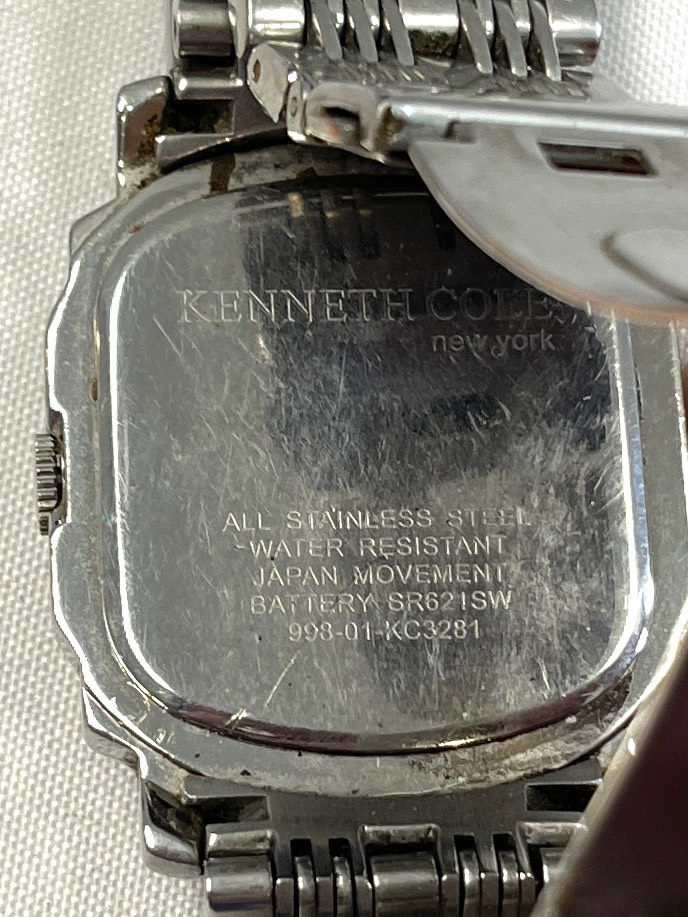 KENNETH COLE
new york
ALL STAINLESS STEEL
WATER RESISTANT
JAPAN MOVEMENT
BATTERY SR621SW
998-01-KC3281